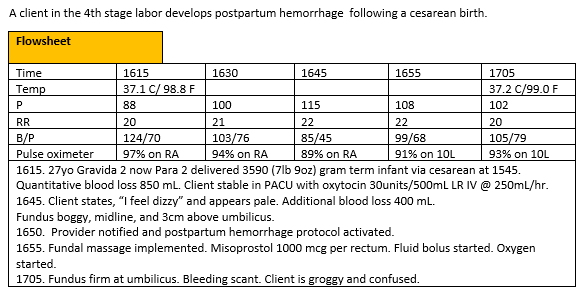 A client in the 4th stage labor develops postpartum hemorrhage following a cesarean birth.
Flowsheet
Time 1615 1630 1645 1655 1705
Temp 37.1 C/ 98.8 F 37.2 C/99.0 F
P 88 100 115 108 102
RR 20 21 22 22 20
B/P 124/70 103/76 85/45 99/68 105/79
Pulse oximeter 97% on RA 94% on RA 89% on RA 91% on 10L 93% on 10L
1615. 27yo Gravida 2 now Para 2 delivered 3590 (7lb 9oz) gram term infant via cesarean at 1545.
Quantitative blood loss 850 mL. Client stable in PACU with oxytocin 30units/500mL LR IV @ 250mL/hr.
1645. Client states, “I feel dizzy” and appears pale. Additional blood loss 400 mL.
Fundus boggy, midline, and 3cm above umbilicus.
1650.  Provider notified and postpartum hemorrhage protocol activated.
1655. Fundal massage implemented. Misoprostol 1000 mcg per rectum. Fluid bolus started. Oxygen
started.
1705. Fundus firm at umbilicus. Bleeding scant. Client is groggy and confused.